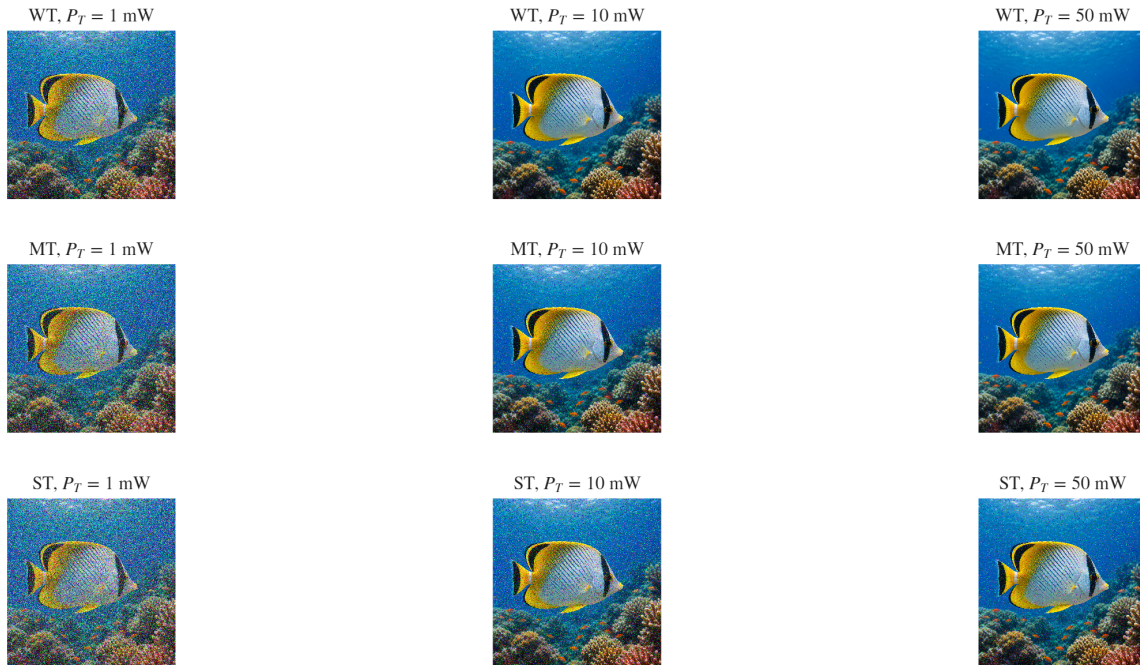 WT, P_T = 1 mW
WT, P_T = 10 mW
WT, P_T = 50 mW
MT, P_T = 1 mW
MT, P_T = 10 mW
MT, P_T = 50 mW
ST, P_T = 1 mW
ST, P_T = 10 mW
ST, P_T = 50 mW